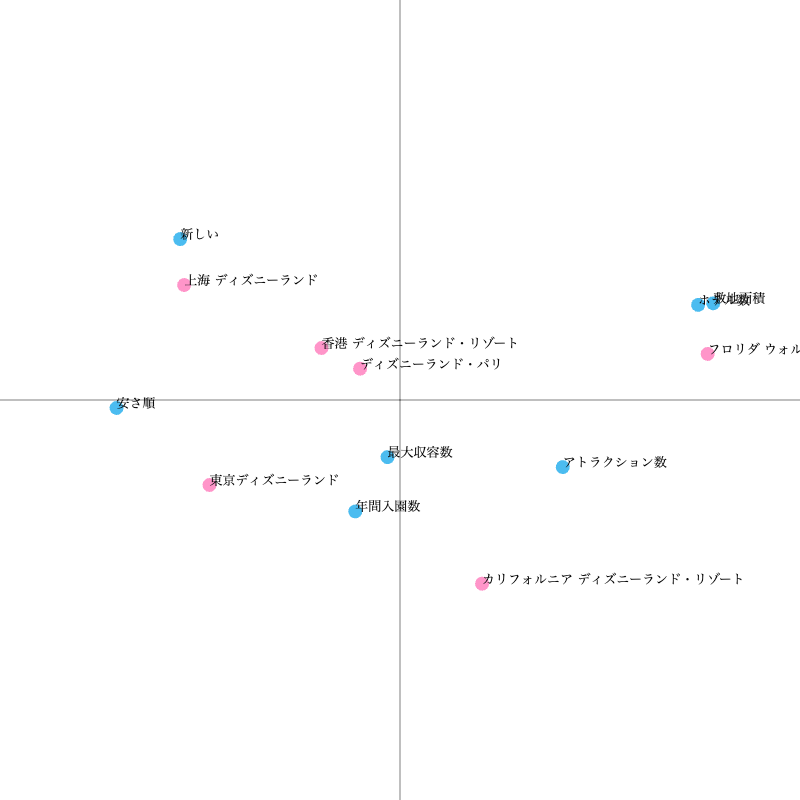 新しい
上海 ディズニーランド
敷地面積
香港 ディズニーランド・リゾート
フロリダ ウォル
ディズニーランド・パリ
安さ順
最大収容数
アトラクション数
東京ディズニーランド
年間入園数
カリフォルニア ディズニーランド・リゾート